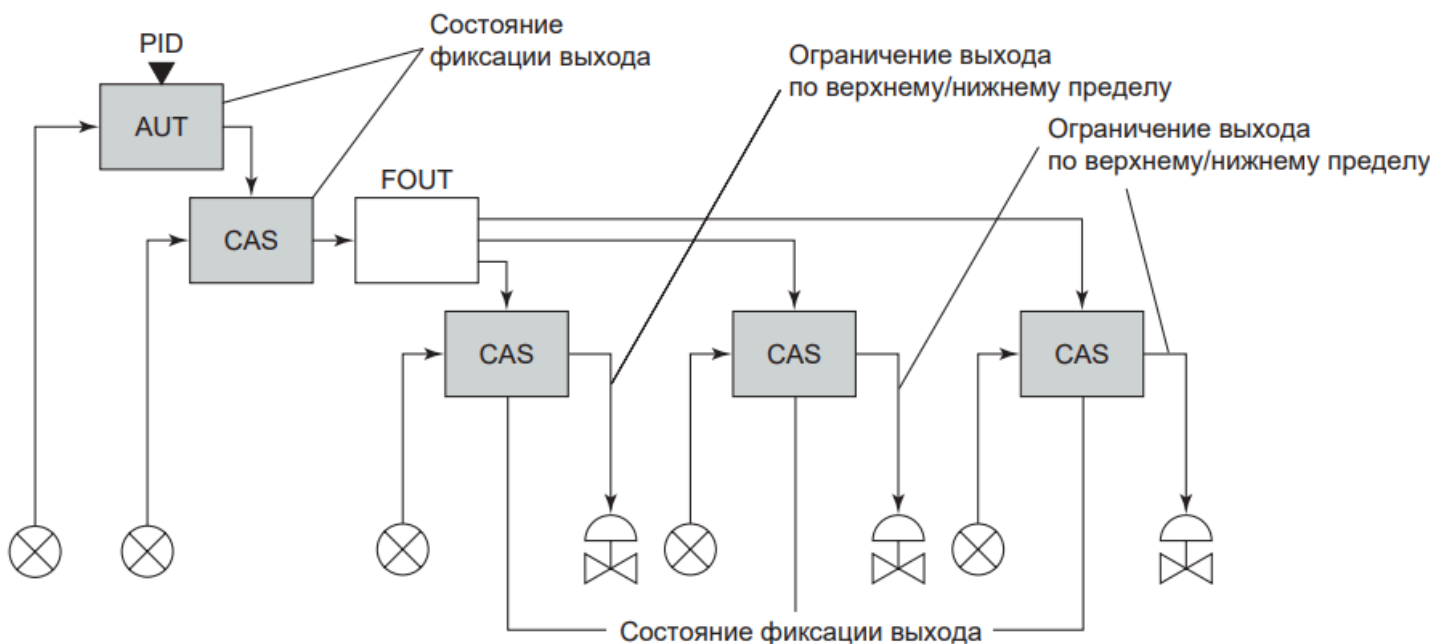 Состояние
фиксации выхода
PID
Ограничение выхода
по верхнему/нижнему пределу
AUT
Ограничение выхода
по верхнему/нижнему пределу
FOUT
CAS
CAS
CAS
CAS
Состояние фиксации выхода